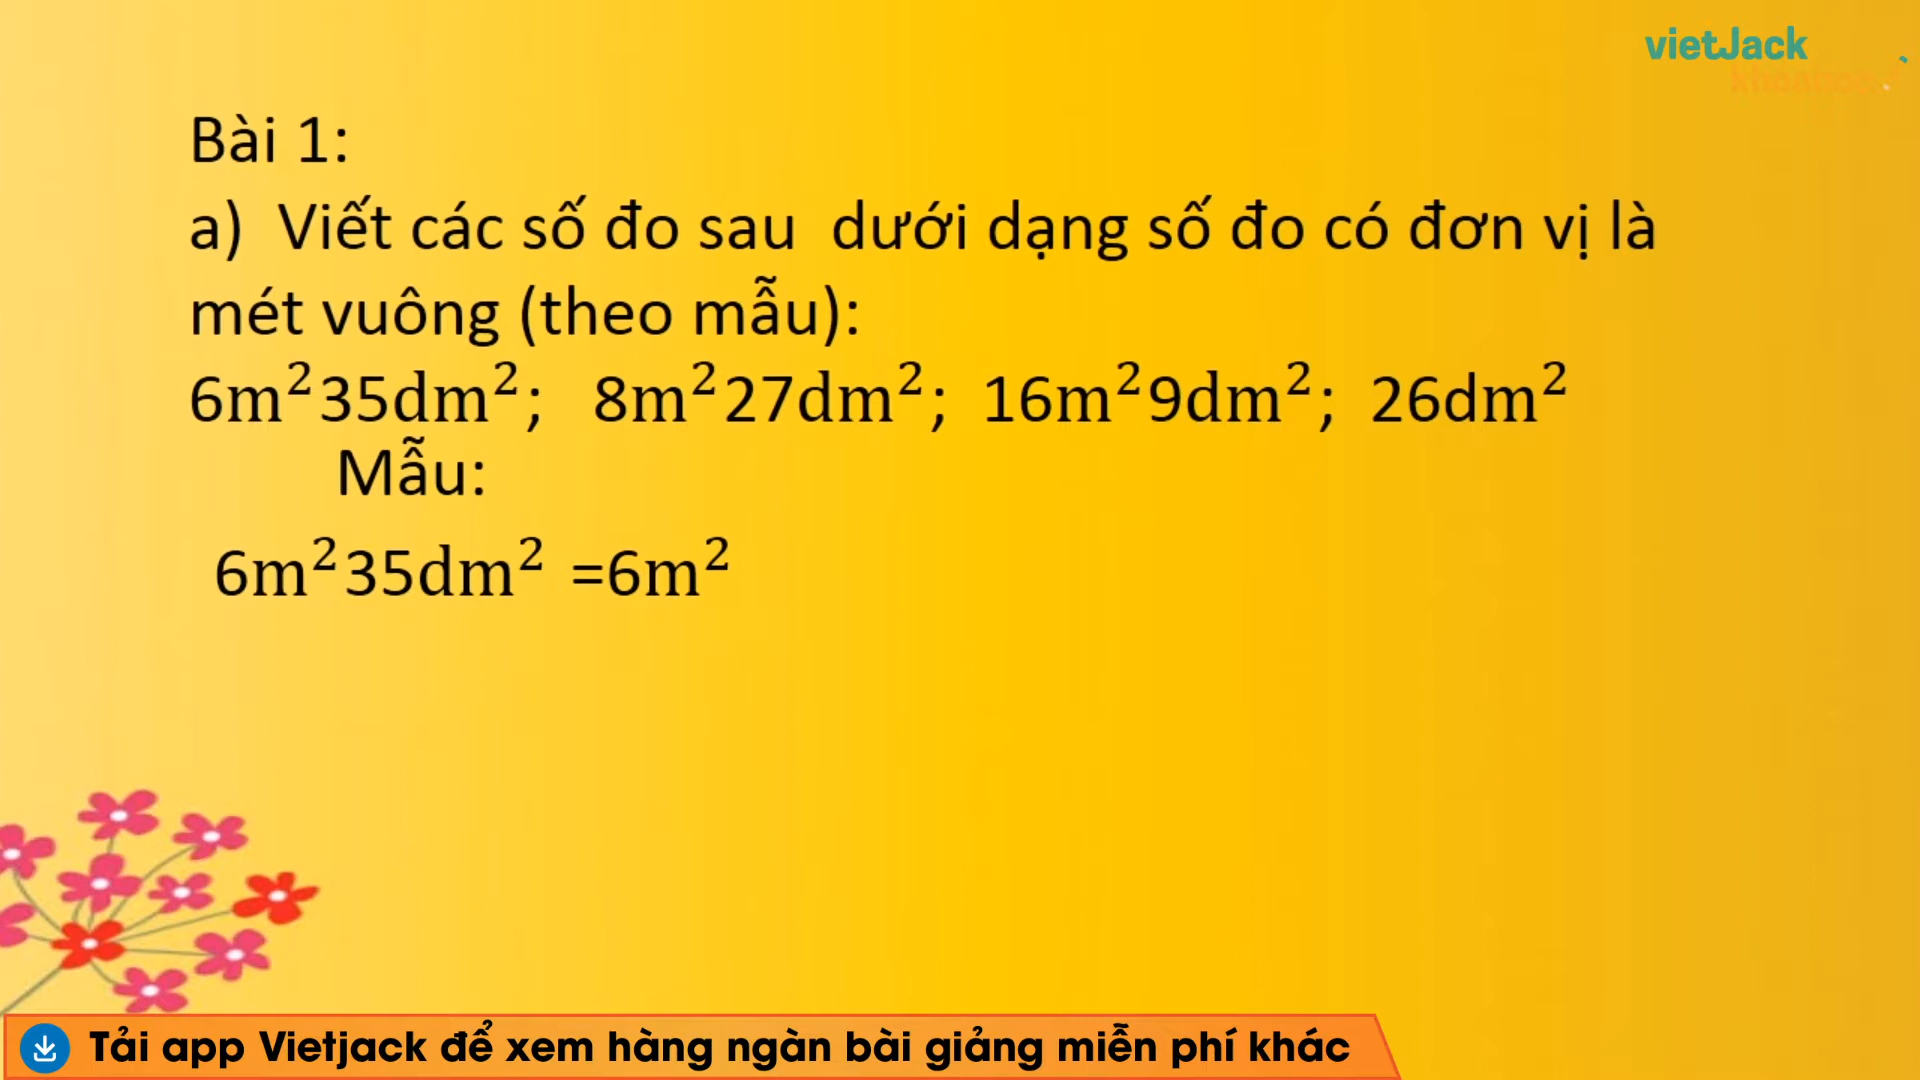 vietJack
Bài 1:
a)  Viết các số đo sau  dưới dạng số đo có đơn vị là
mét vuông (theo mẫu):
6m²35dm²;   8m²27dm²;  16m²9dm²;  26dm²
Mẫu:
6m²35dm² =6m²
Tải app Vietjack để xem hàng ngàn bài giảng miễn phí khác